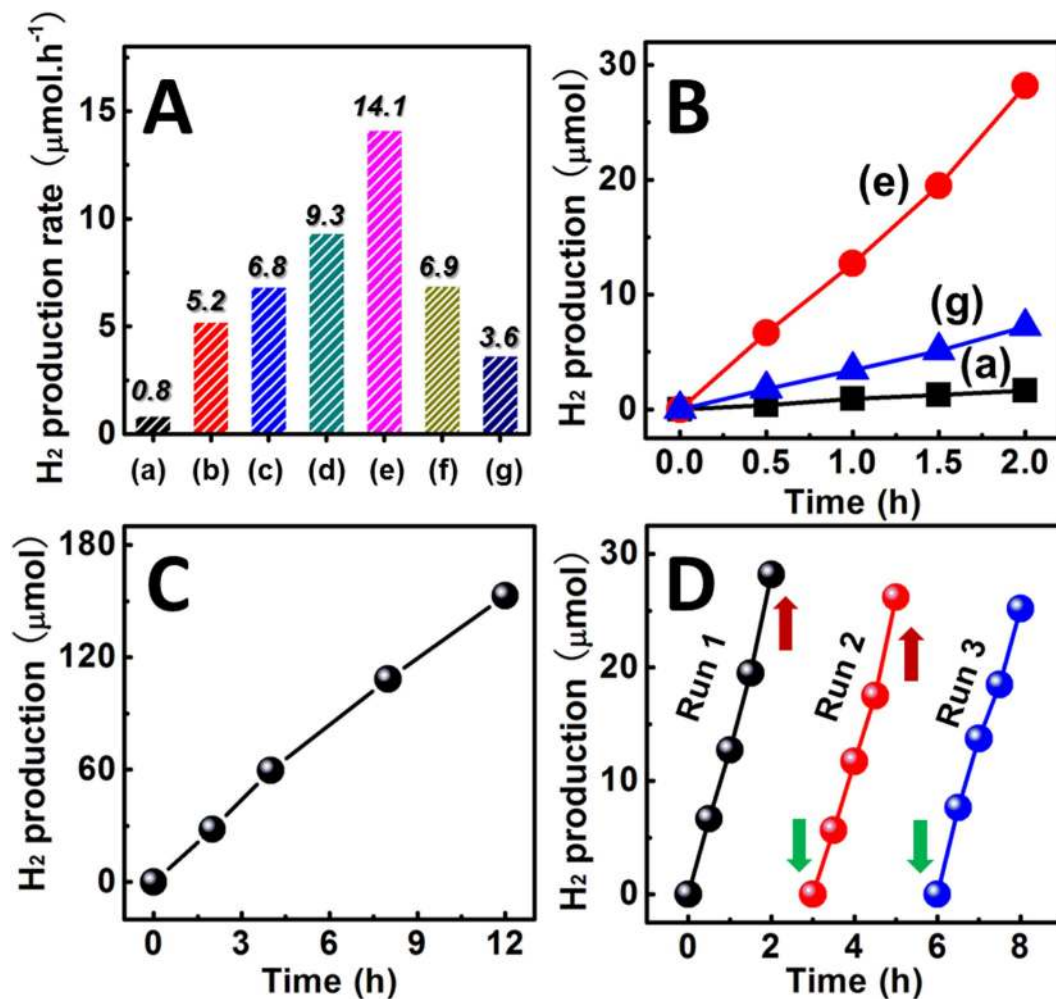 A
H₂ production rate (μmol.h⁻¹)
15
10
5
0
0.8
5.2
6.8
9.3
14.1
6.9
3.6
(a) (b) (c) (d) (e) (f) (g)
B
H₂ production (μmol)
30
20
10
0
(e)
(g)
(a)
0.0 0.5 1.0 1.5 2.0
Time (h)
C
H₂ production (μmol)
180
120
60
0
0 3 6 9 12
Time (h)
D
H₂ production (μmol)
30
20
10
0
Run 1
Run 2
Run 3
0 2 4 6 8
Time (h)